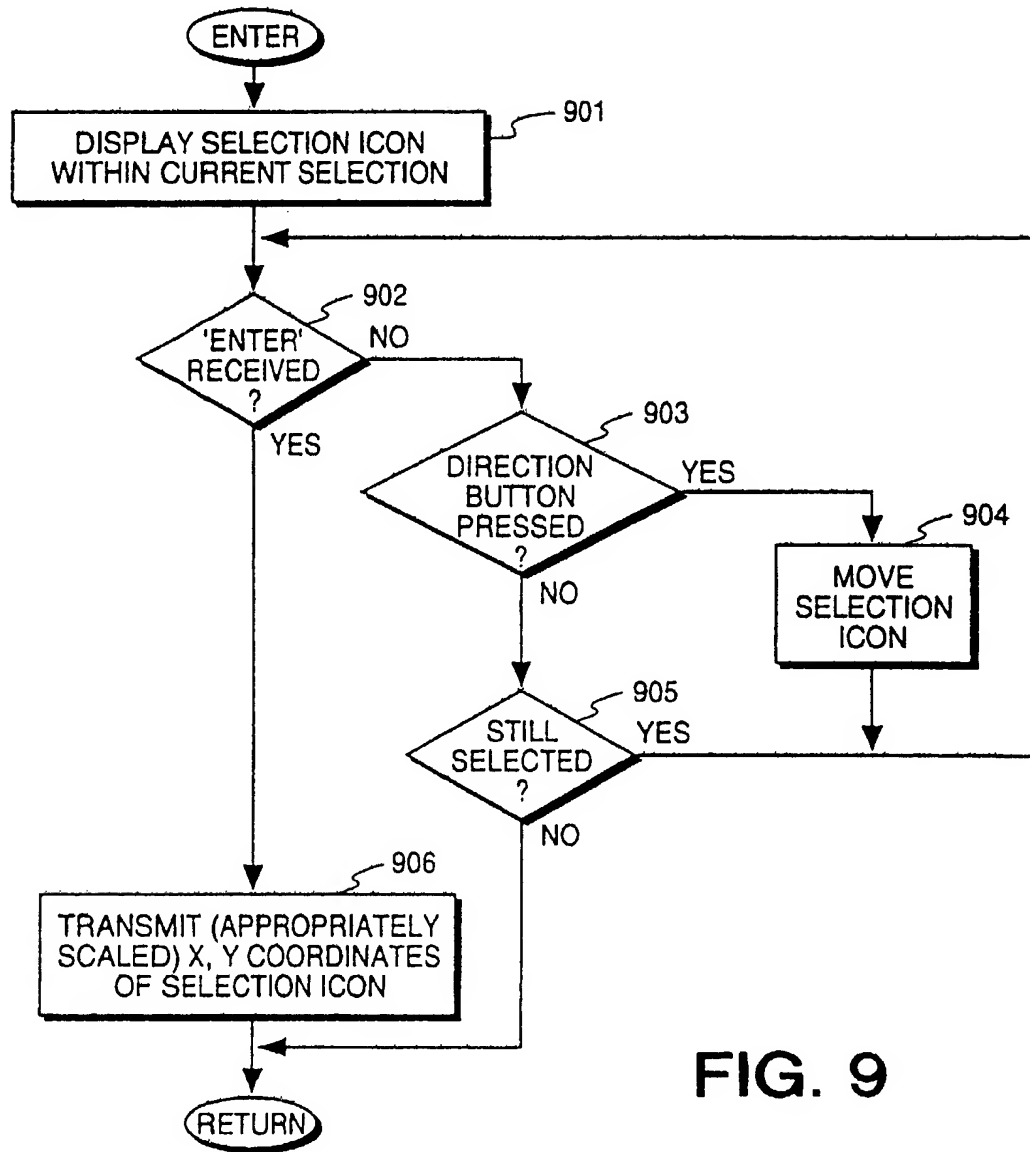 ENTER
901
DISPLAY SELECTION ICON
WITHIN CURRENT SELECTION
902
'ENTER'
RECEIVED
?
NO
YES
903
DIRECTION
BUTTON
PRESSED
?
YES
NO
904
MOVE
SELECTION
ICON
905
STILL
SELECTED
?
YES
NO
906
TRANSMIT (APPROPRIATELY
SCALED) X, Y COORDINATES
OF SELECTION ICON
RETURN
FIG. 9